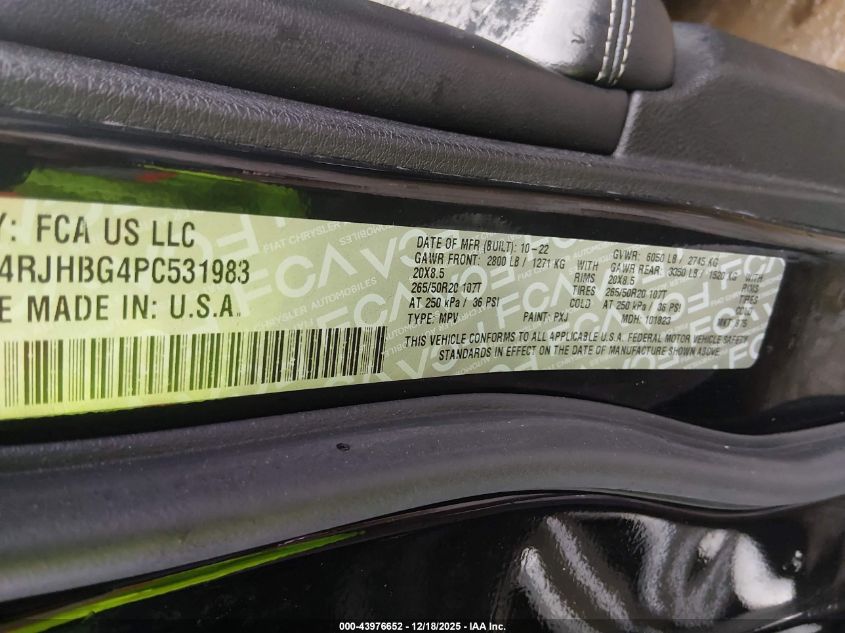 Y: FCA US LLC
4RJHBG4PC531983
E MADE IN: U.S.A.
DATE OF MFR (BUILT): 10-22 GVWR: 6050 LB / 2745 KG
GAWR FRONT: 2800 LB / 1271 KG WITH GAWR REAR: 3350 LB / 1520 KG WITH
20X8.5 RIMS 20X8.5 RIMS
265/50R20 107T TIRES 265/50R20 107T TIRES
AT 250 kPa / 36 PSI COLD AT 250 kPa / 36 PSI COLD
TYPE: MPV PAINT: PXJ MDH: 101823
THIS VEHICLE CONFORMS TO ALL APPLICABLE U.S.A. FEDERAL MOTOR VEHICLE SAFETY
STANDARDS IN EFFECT ON THE DATE OF MANUFACTURE SHOWN ABOVE.
000-43976652 - 12/18/2025 - IAA Inc.